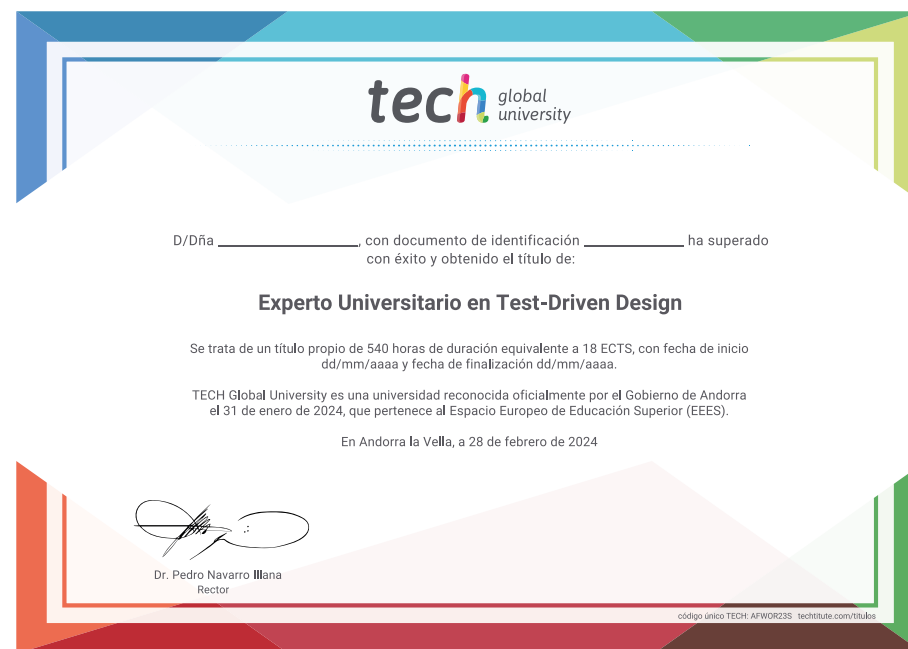 tech global university
D/Dña ____________________, con documento de identificación ______________ ha superado
con éxito y obtenido el título de:
Experto Universitario en Test-Driven Design
Se trata de un título propio de 540 horas de duración equivalente a 18 ECTS, con fecha de inicio
dd/mm/aaaa y fecha de finalización dd/mm/aaaa.
TECH Global University es una universidad reconocida oficialmente por el Gobierno de Andorra
el 31 de enero de 2024, que pertenece al Espacio Europeo de Educación Superior (EEES).
En Andorra la Vella, a 28 de febrero de 2024
Dr. Pedro Navarro Illana
Rector
código único TECH: AFWOR23S techtitute.com/titulos